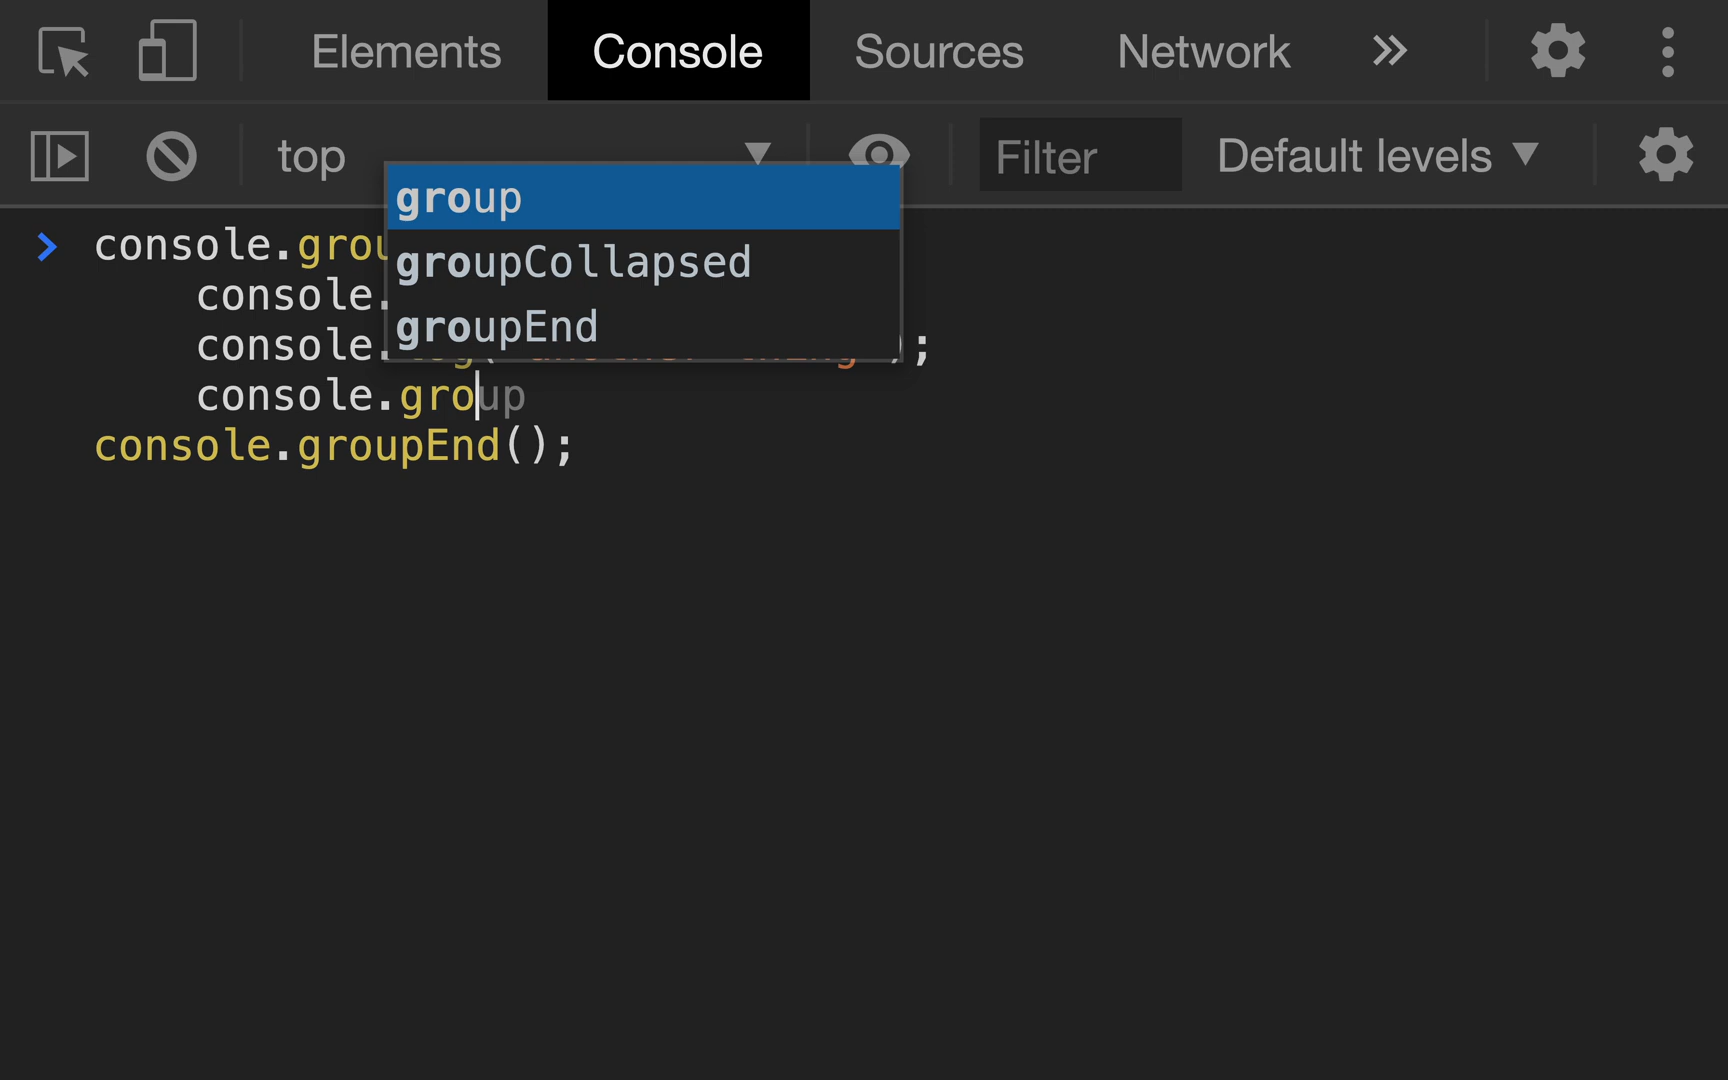 Elements Console Sources Network
top Filter Default levels
group
console.grou
groupCollapsed
console.
groupEnd
console. );
console.group
console.groupEnd();